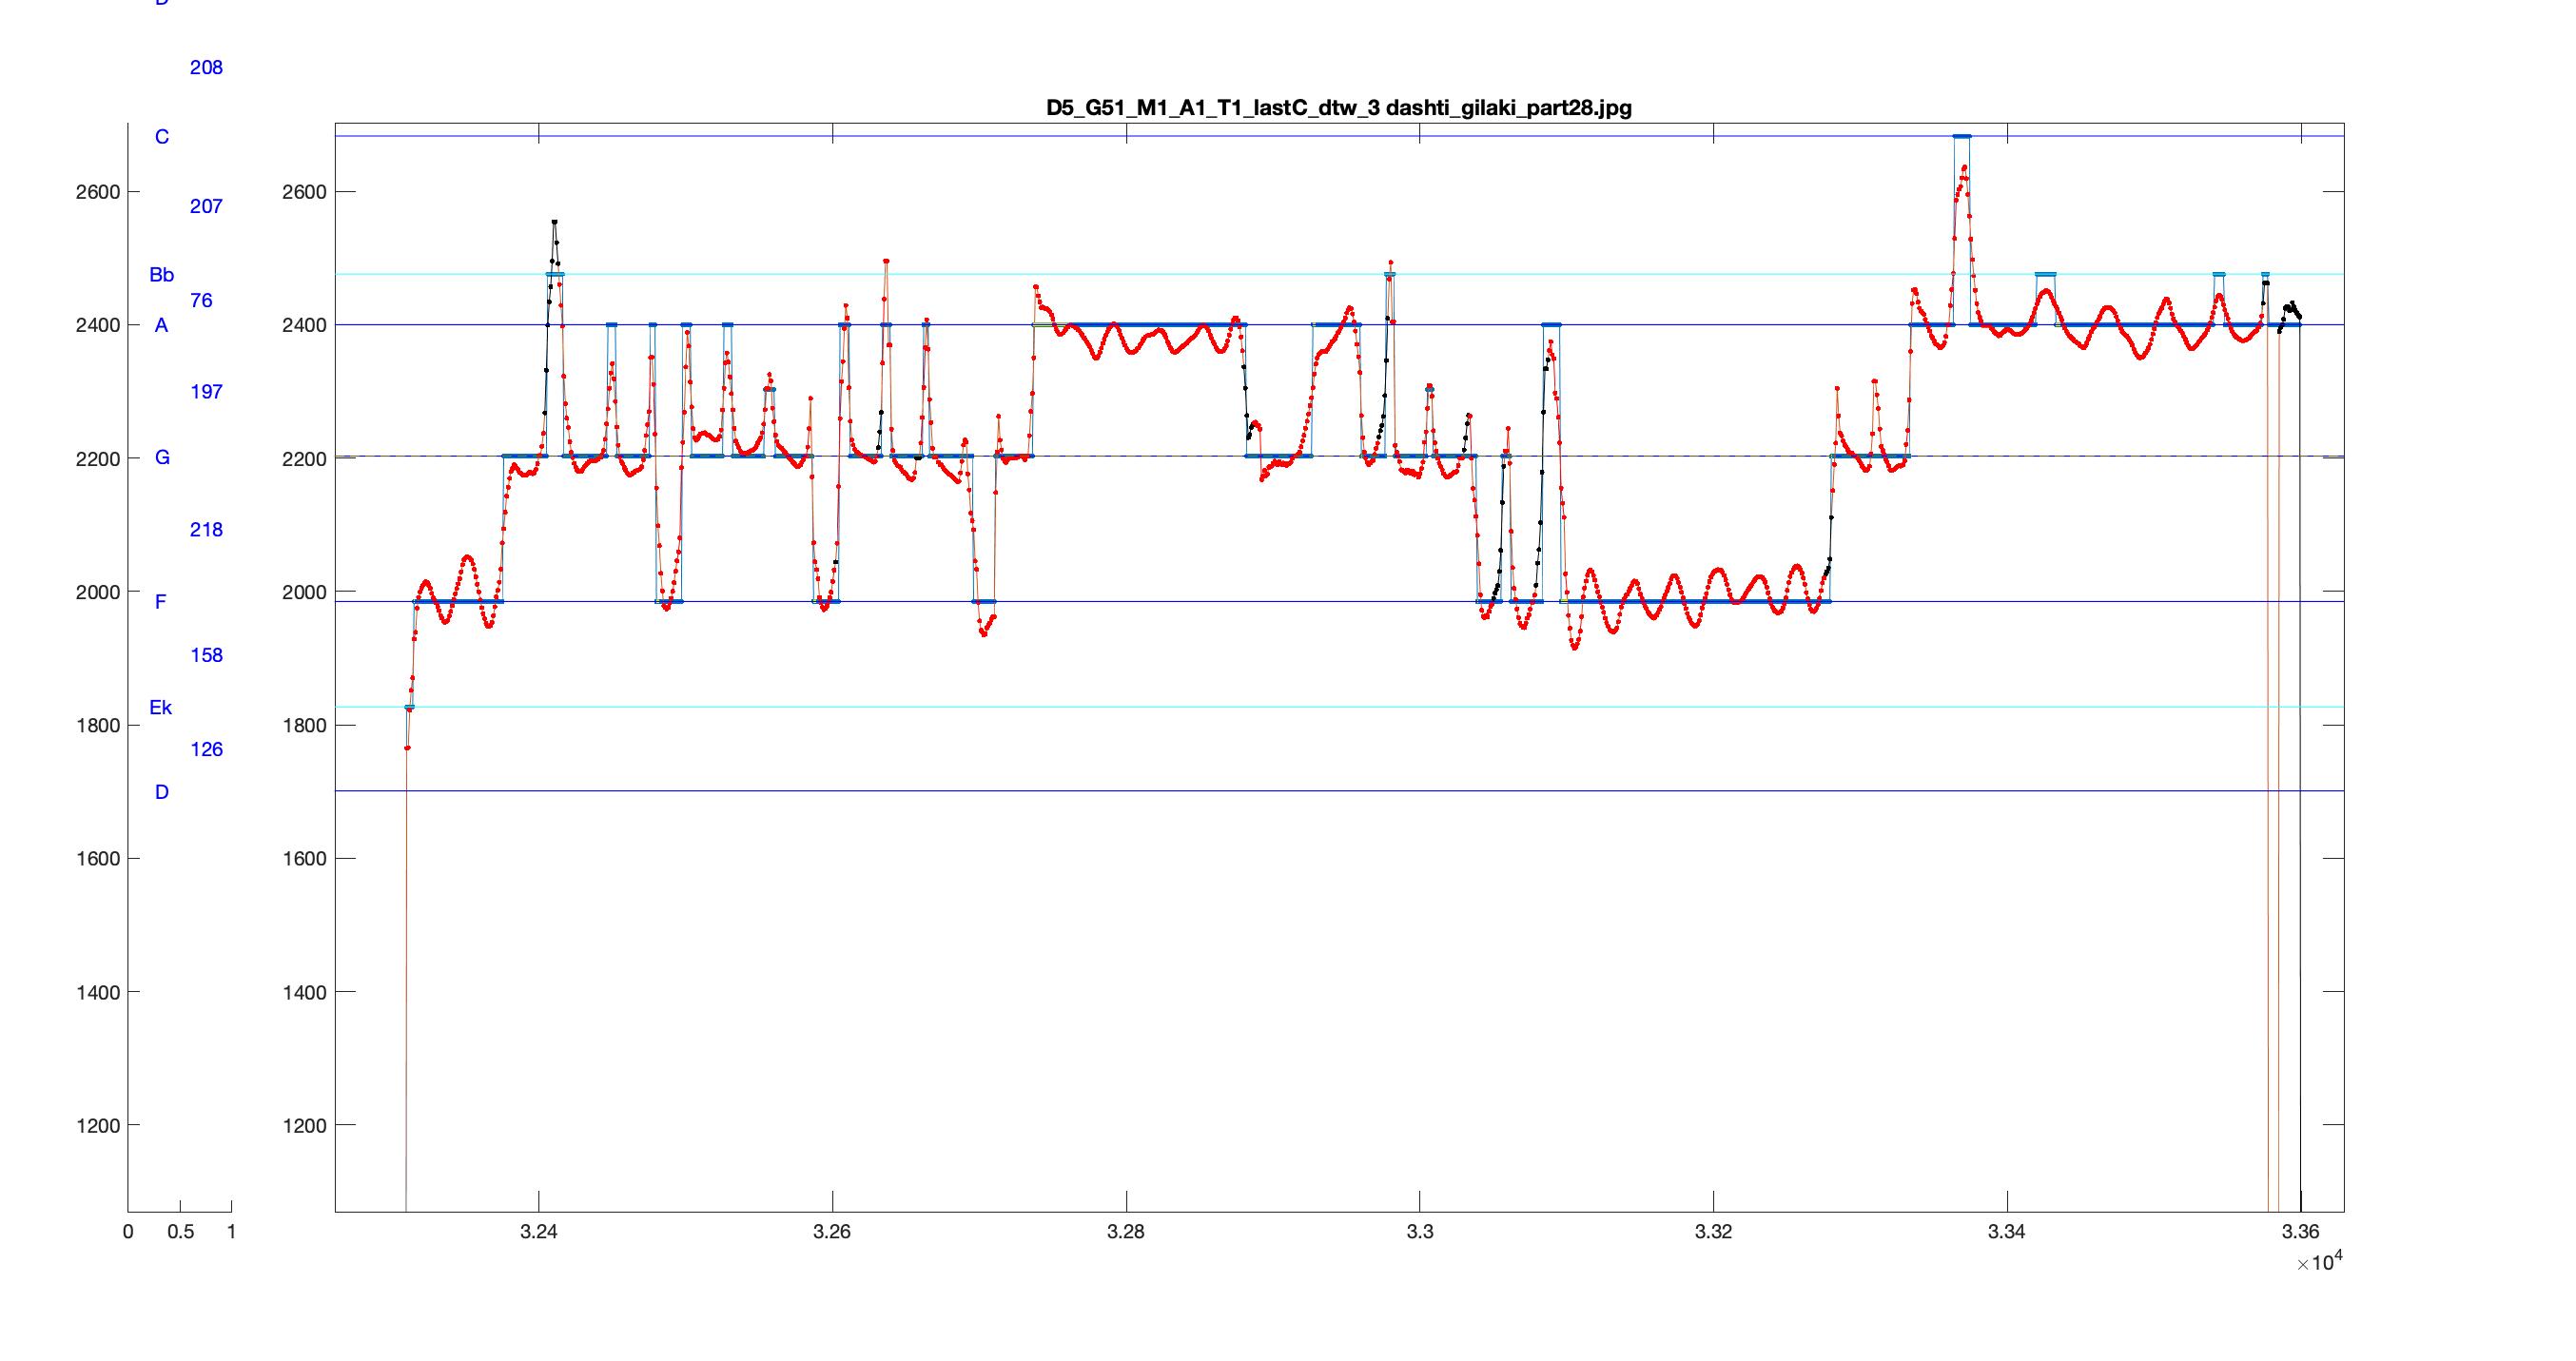 D
208
D5_G51_M1_A1_T1_lastC_dtw_3 dashti_gilaki_part28.jpg
C
2600 2600
207
Bb
76
2400 A 2400
197
2200 G 2200
218
2000 F 2000
158
Ek
1800 1800
126
D
1600 1600
1400 1400
1200 1200
0 0.5 1 3.24 3.26 3.28 3.3 3.32 3.34 3.36
×10⁴